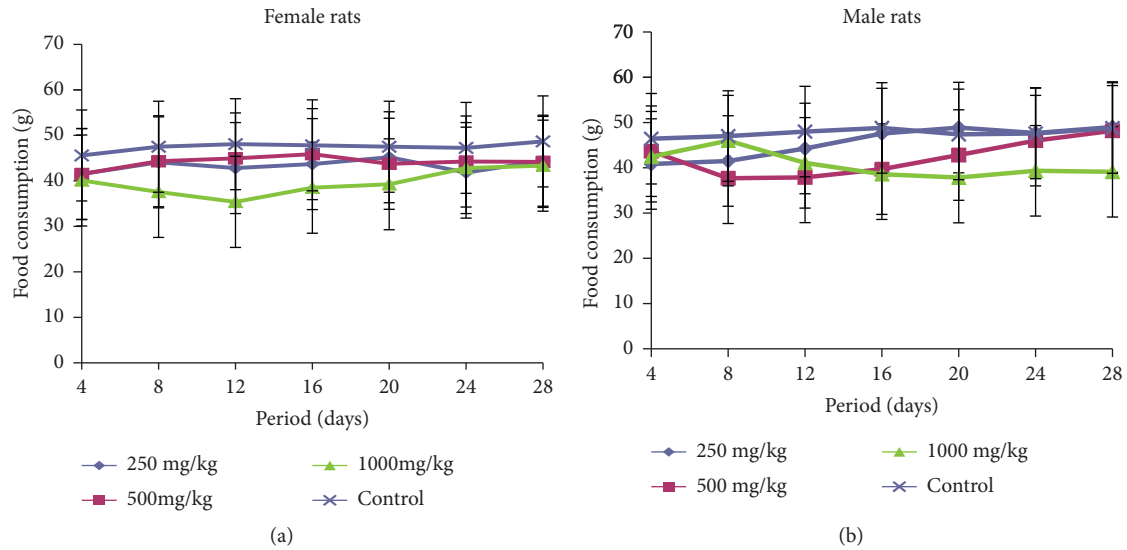 Female rats
70
60
50
40
30
20
10
0
Food consumption (g)
4 8 12 16 20 24 28
Period (days)
250 mg/kg
1000mg/kg
500mg/kg
Control
(a)
Male rats
70
60
50
40
30
20
10
0
Food consumption (g)
4 8 12 16 20 24 28
Period (days)
250 mg/kg
1000 mg/kg
500 mg/kg
Control
(b)